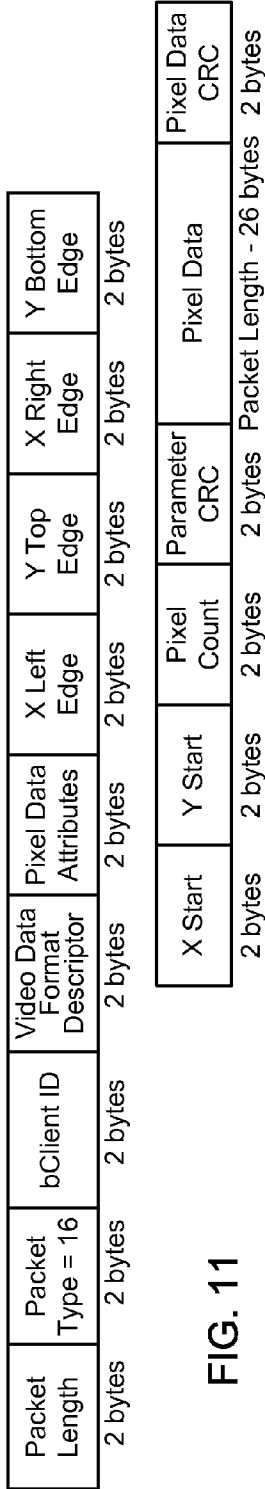 Packet
Length
2 bytes
Packet
Type = 16
2 bytes
bClient ID
2 bytes
Video Data
Format
Descriptor
2 bytes
Pixel Data
Attributes
2 bytes
X Left
Edge
2 bytes
Y Top
Edge
2 bytes
X Right
Edge
2 bytes
Y Bottom
Edge
2 bytes
X Start
2 bytes
Y Start
2 bytes
Pixel
Count
2 bytes
Parameter
CRC
2 bytes
Pixel Data
Packet Length - 26 bytes
Pixel Data
CRC
2 bytes
FIG. 11